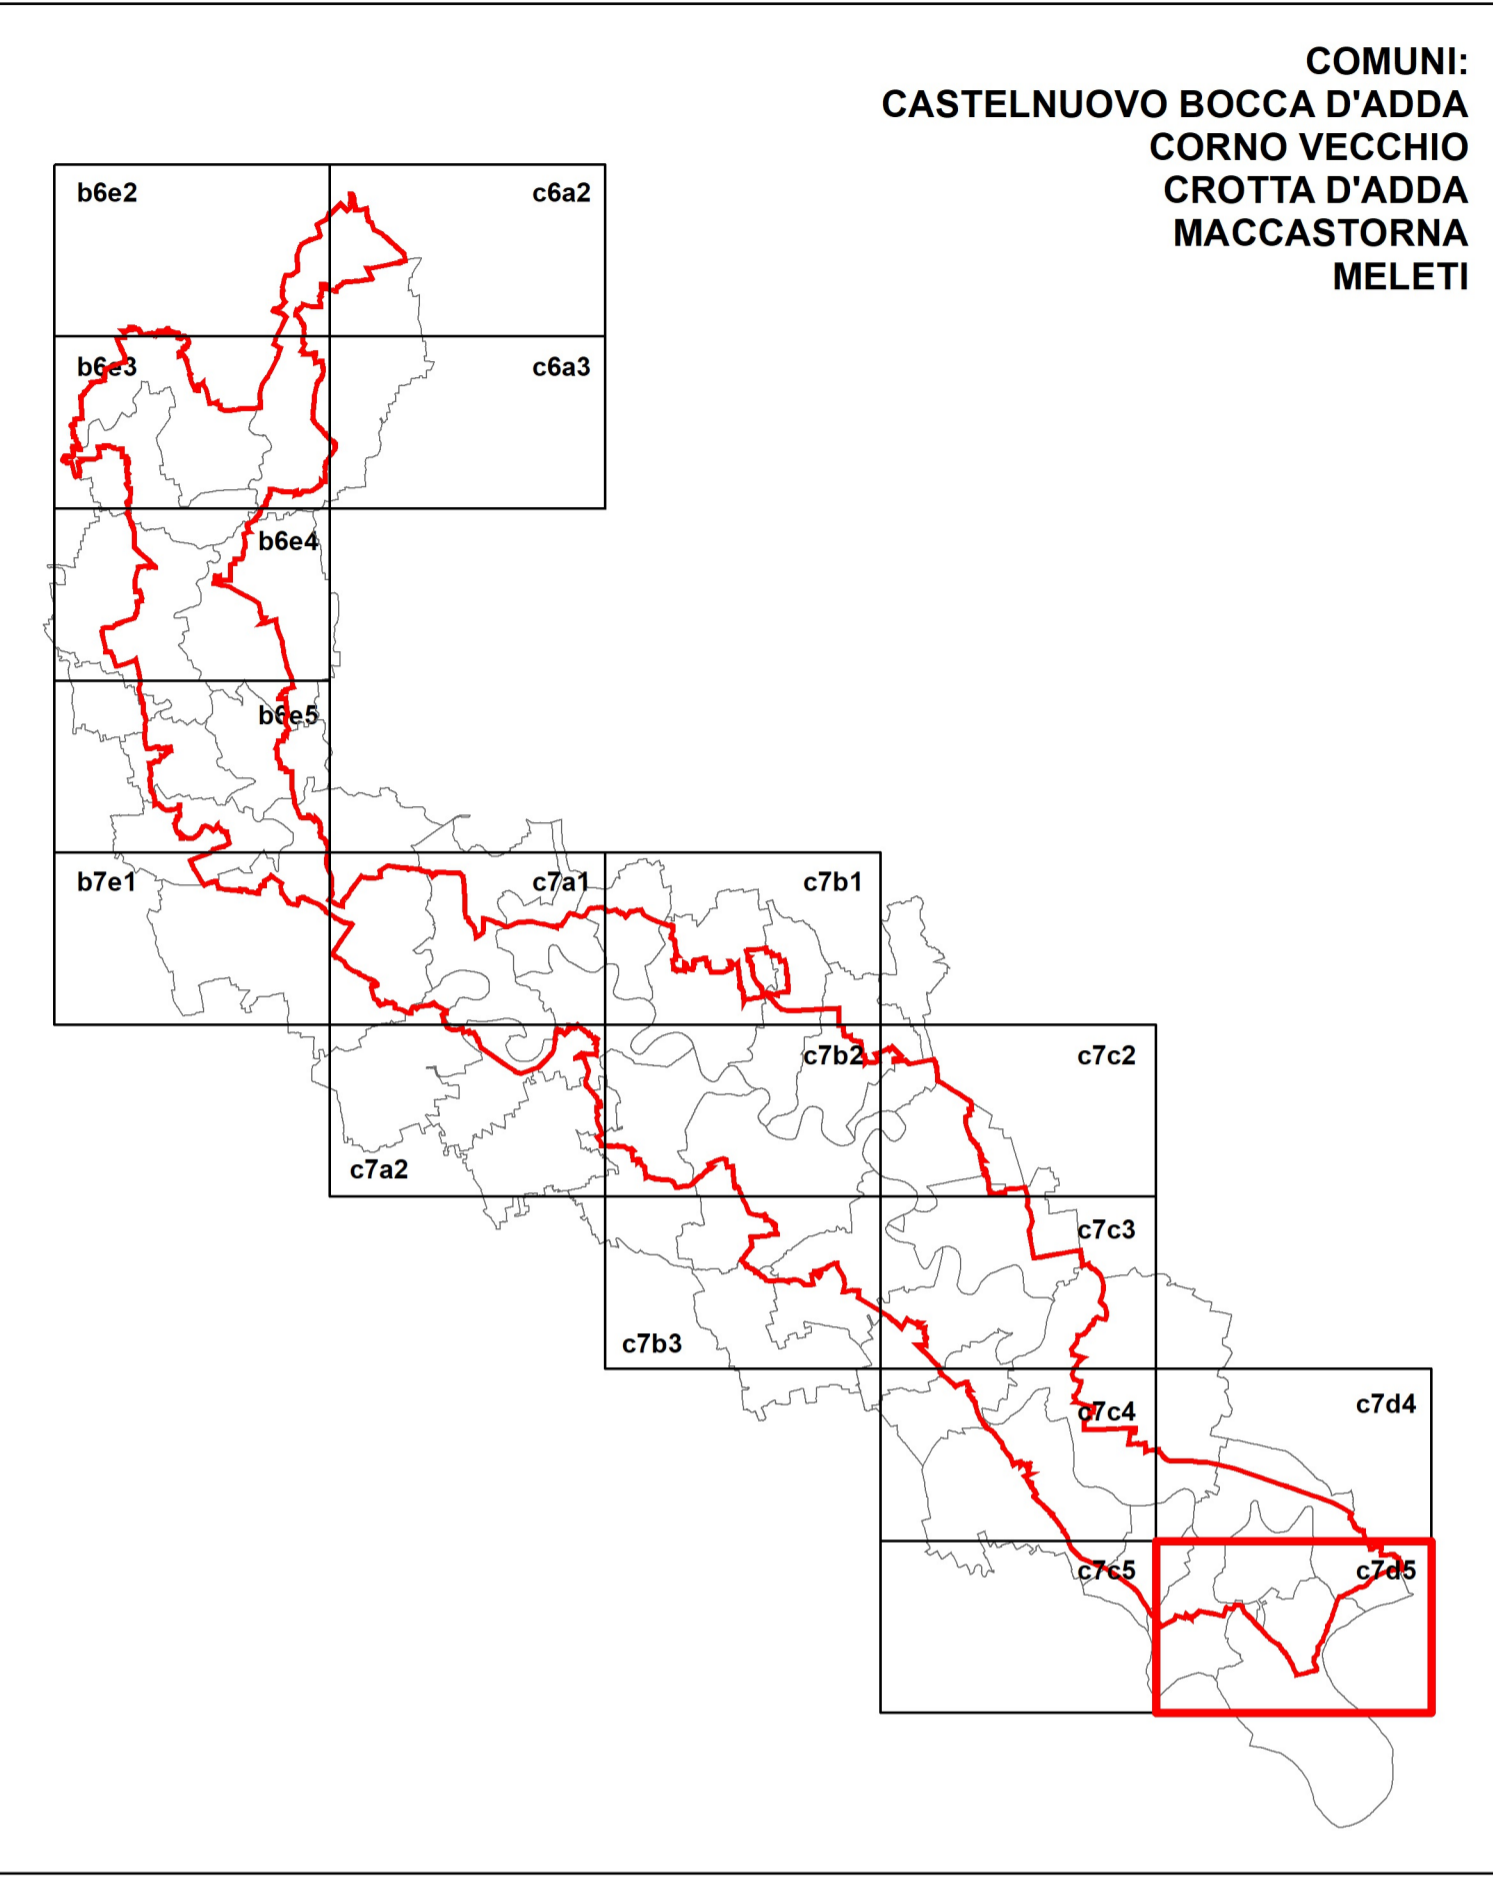 COMUNI:
CASTELNUOVO BOCCA D'ADDA
CORNO VECCHIO
CROTTA D'ADDA
MACCASTORNA
MELETI
b6e2
c6a2
b6e3
c6a3
b6e4
b6e5
b7e1
c7a1
c7b1
c7b2
c7c2
c7a2
c7c3
c7b3
c7c4
c7d4
c7c5
c7d5